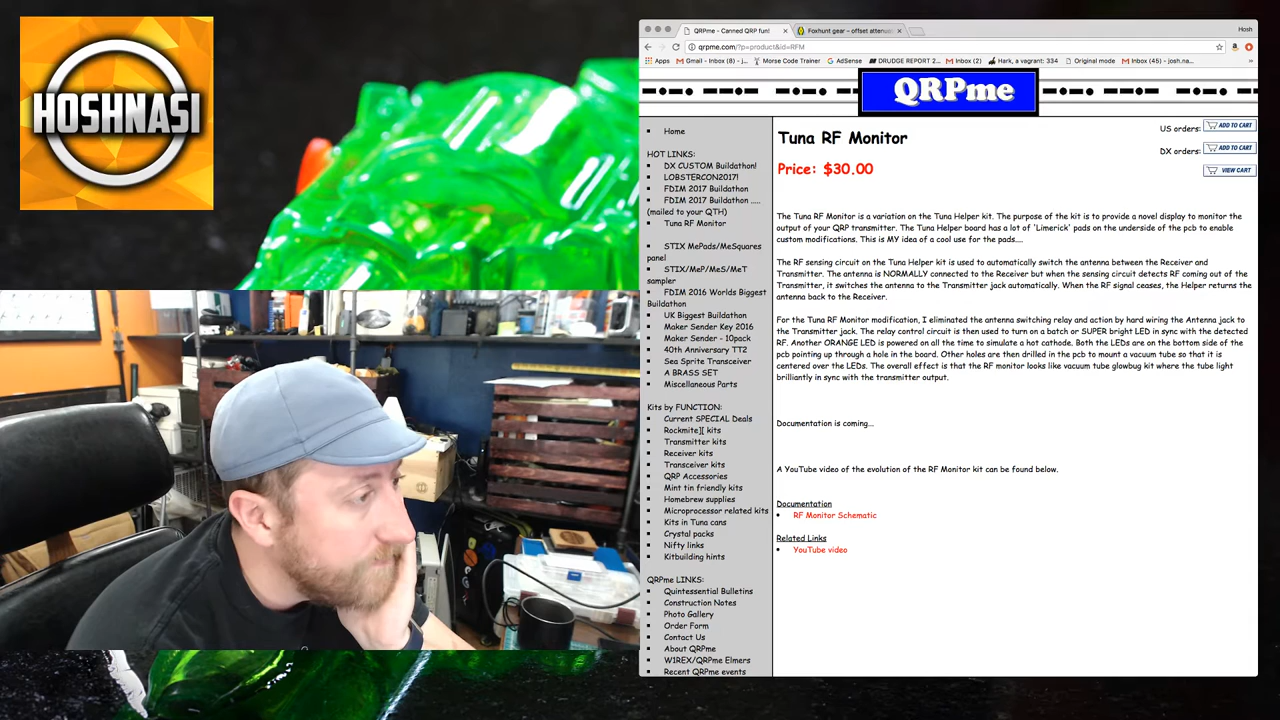 HOSHNASI
QRPme - Canned QRP fun!
Foxhunt gear – offset attenua
Hosh
qrpme.com/?p=product&id=RFM
Apps
Gmail - Inbox (8) - j...
Morse Code Trainer
AdSense
DRUDGE REPORT 2...
Inbox (2)
Hark, a vagrant: 334
Original mode
Inbox (45) - josh.na...
»
QRPme
Home
HOT LINKS:
DX CUSTOM Buildathon!
LOBSTERCON2017!
FDIM 2017 Buildathon
FDIM 2017 Buildathon .....
(mailed to your QTH)
Tuna RF Monitor
STIX MePads/MeSquares
panel
STIX/MeP/MeS/MeT
sampler
FDIM 2016 Worlds Biggest
Buildathon
UK Biggest Buildathon
Maker Sender Key 2016
Maker Sender - 10pack
40th Anniversary TT2
Sea Sprite Transceiver
A BRASS SET
Miscellaneous Parts
Kits by FUNCTION:
Current SPECIAL Deals
Rockmite][ kits
Transmitter kits
Receiver kits
Transceiver kits
QRP Accessories
Mint tin friendly kits
Homebrew supplies
Microprocessor related kits
Kits in Tuna cans
Crystal packs
Nifty links
Kitbuilding hints
QRPme LINKS:
Quintessential Bulletins
Construction Notes
Photo Gallery
Order Form
Contact Us
About QRPme
W1REX/QRPme Elmers
Recent QRPme events
Tuna RF Monitor
Price: $30.00
US orders: ADD TO CART
DX orders: ADD TO CART
VIEW CART
The Tuna RF Monitor is a variation on the Tuna Helper kit. The purpose of the kit is to provide a novel display to monitor the
output of your QRP transmitter. The Tuna Helper board has a lot of 'Limerick' pads on the underside of the pcb to enable
custom modifications. This is MY idea of a cool use for the pads....
The RF sensing circuit on the Tuna Helper kit is used to automatically switch the antenna between the Receiver and
Transmitter. The antenna is NORMALLY connected to the Receiver but when the sensing circuit detects RF coming out of the
Transmitter, it switches the antenna to the Transmitter jack automatically. When the RF signal ceases, the Helper returns the
antenna back to the Receiver.
For the Tuna RF Monitor modification, I eliminated the antenna switching relay and action by hard wiring the Antenna jack to
the Transmitter jack. The relay control circuit is then used to turn on a batch or SUPER bright LED in sync with the detected
RF. Another ORANGE LED is powered on all the time to simulate a hot cathode. Both the LEDs are on the bottom side of the
pcb pointing up through a hole in the board. Other holes are then drilled in the pcb to mount a vacuum tube so that it is
centered over the LEDs. The overall effect is that the RF monitor looks like vacuum tube glowbug kit where the tube light
brilliantly in sync with the transmitter output.
Documentation is coming...
A YouTube video of the evolution of the RF Monitor kit can be found below.
Documentation
RF Monitor Schematic
Related Links
YouTube video